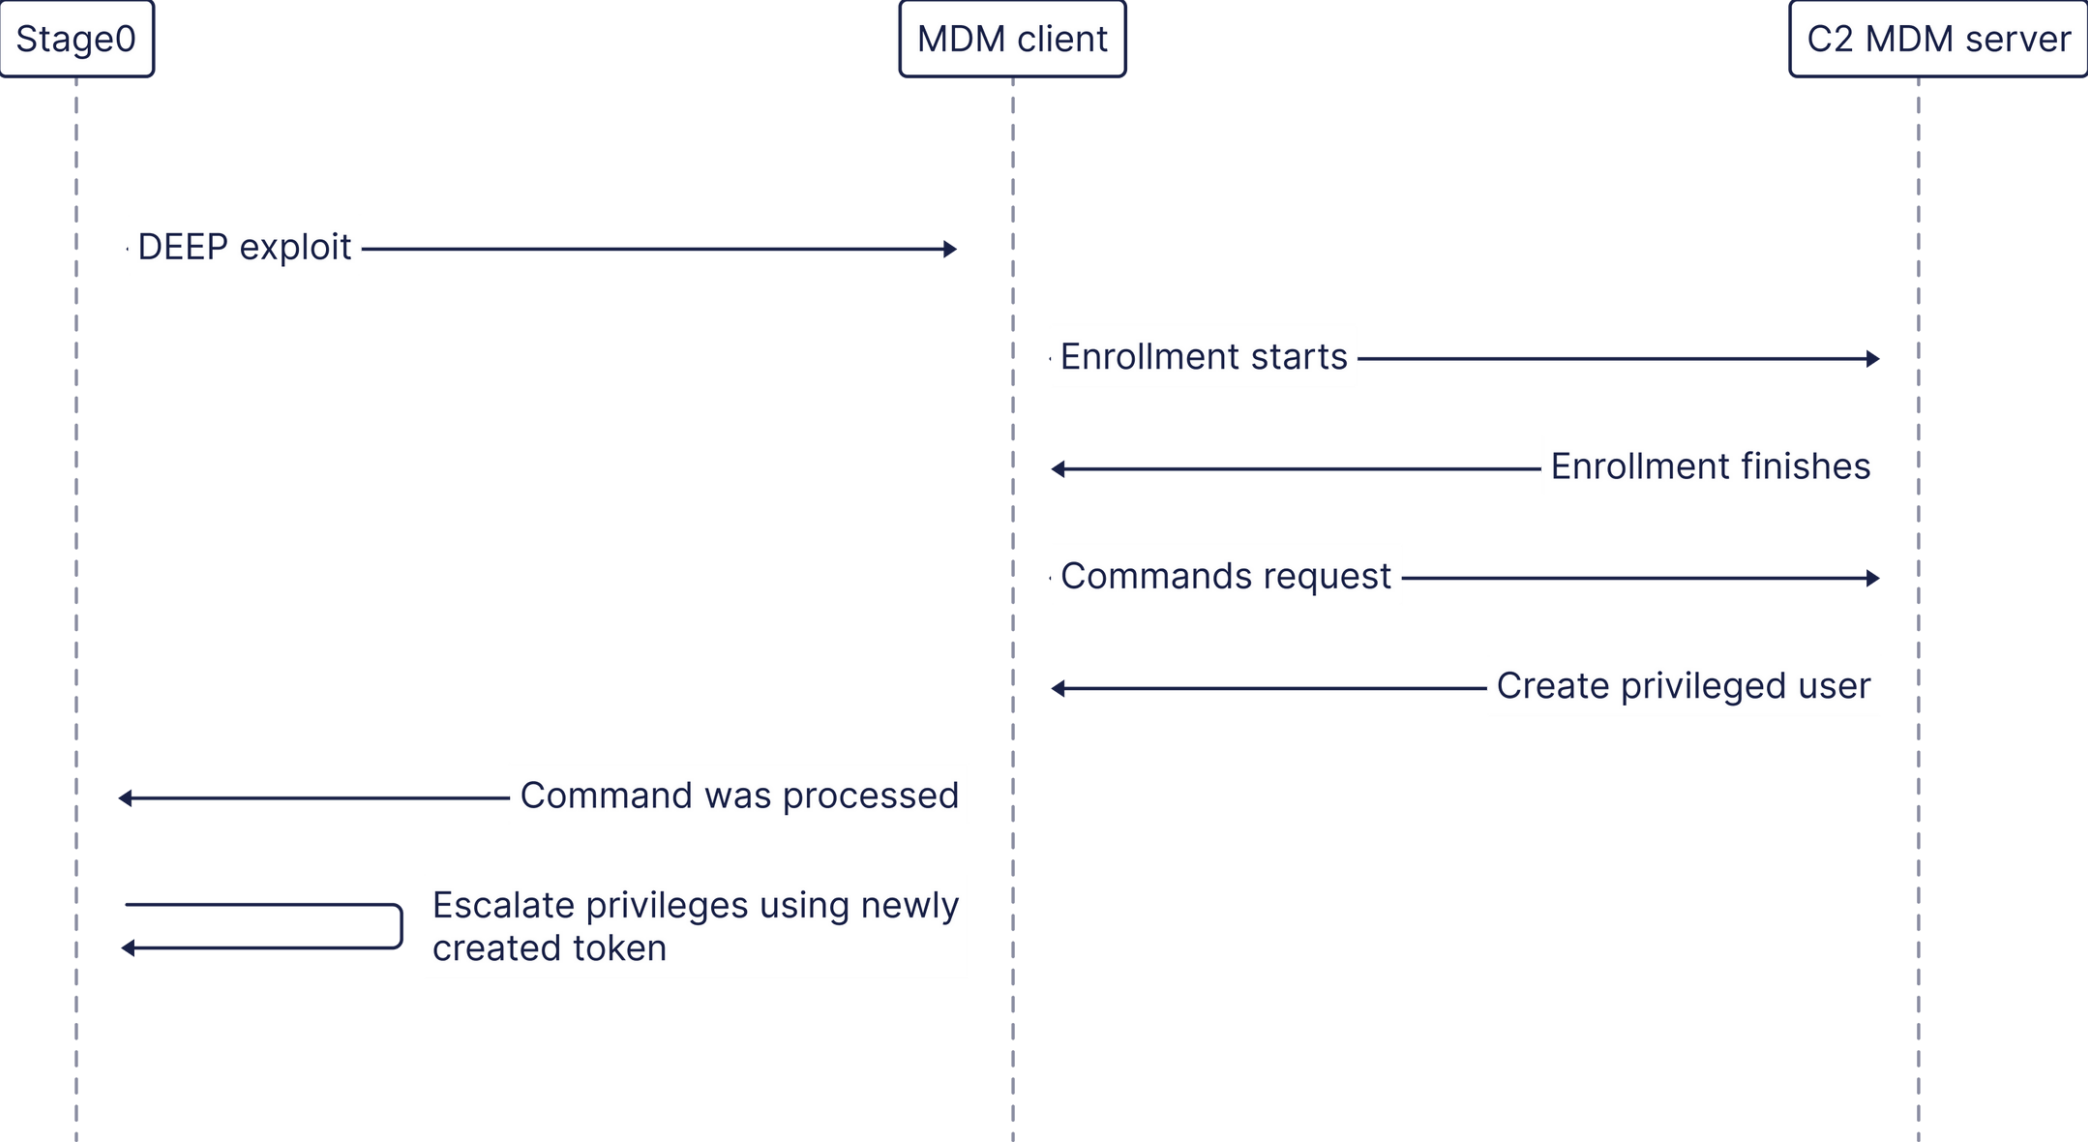 Stage0
MDM client
C2 MDM server
DEEP exploit
Enrollment starts
Enrollment finishes
Commands request
Create privileged user
Command was processed
Escalate privileges using newly
created token